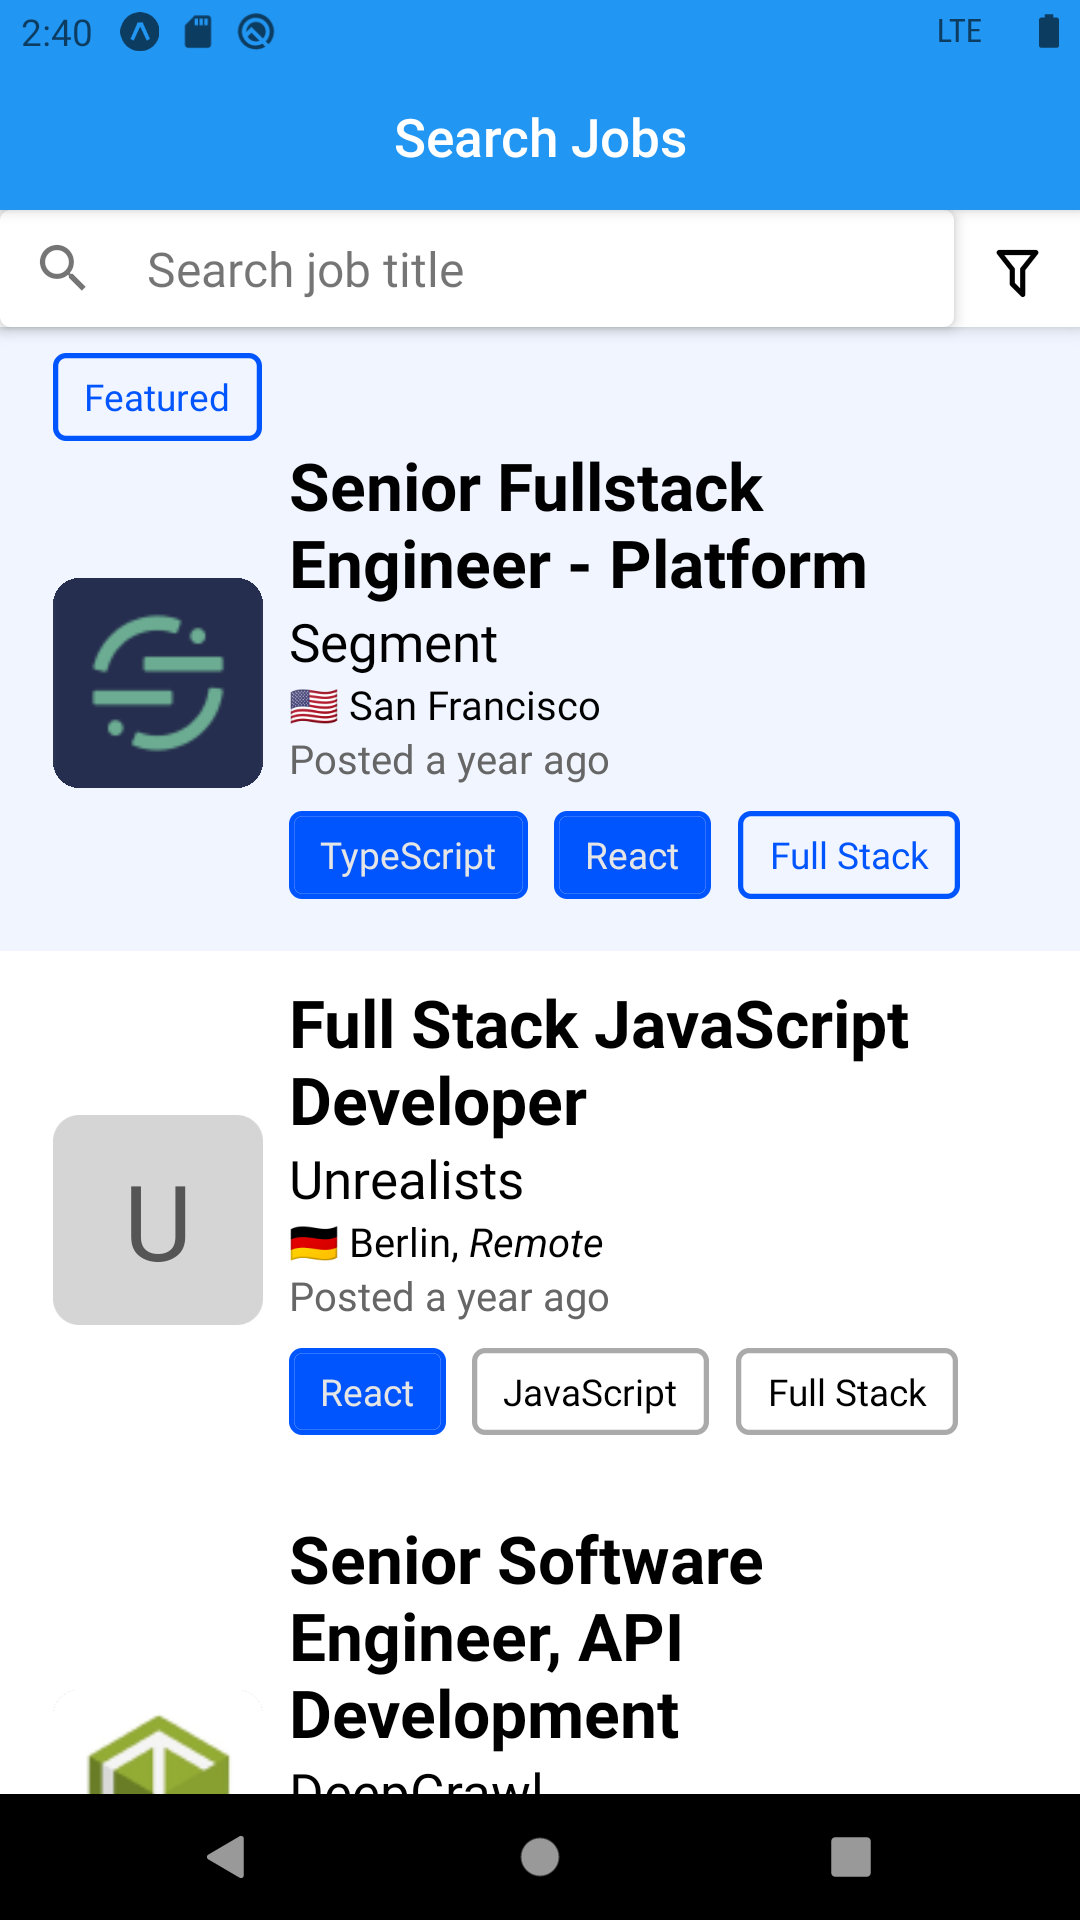 2:40
LTE
Search Jobs
Search job title
Featured
Senior Fullstack
Engineer - Platform
Segment
🇺🇸 San Francisco
Posted a year ago
TypeScript React Full Stack
Full Stack JavaScript
Developer
U
Unrealists
🇩🇪 Berlin, Remote
Posted a year ago
React JavaScript Full Stack
Senior Software
Engineer, API
Development
DeepCrawl